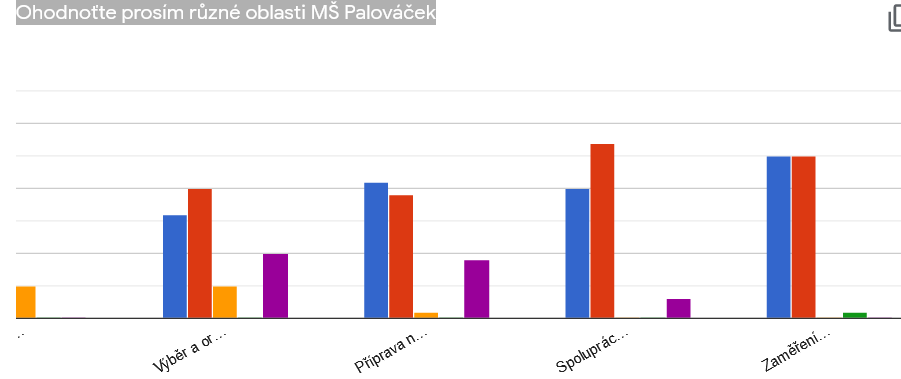 Ohodnoťte prosím různé oblasti MŠ Palováček
…
Výběr a or…
Příprava n…
Spoluprác…
Zaměření…